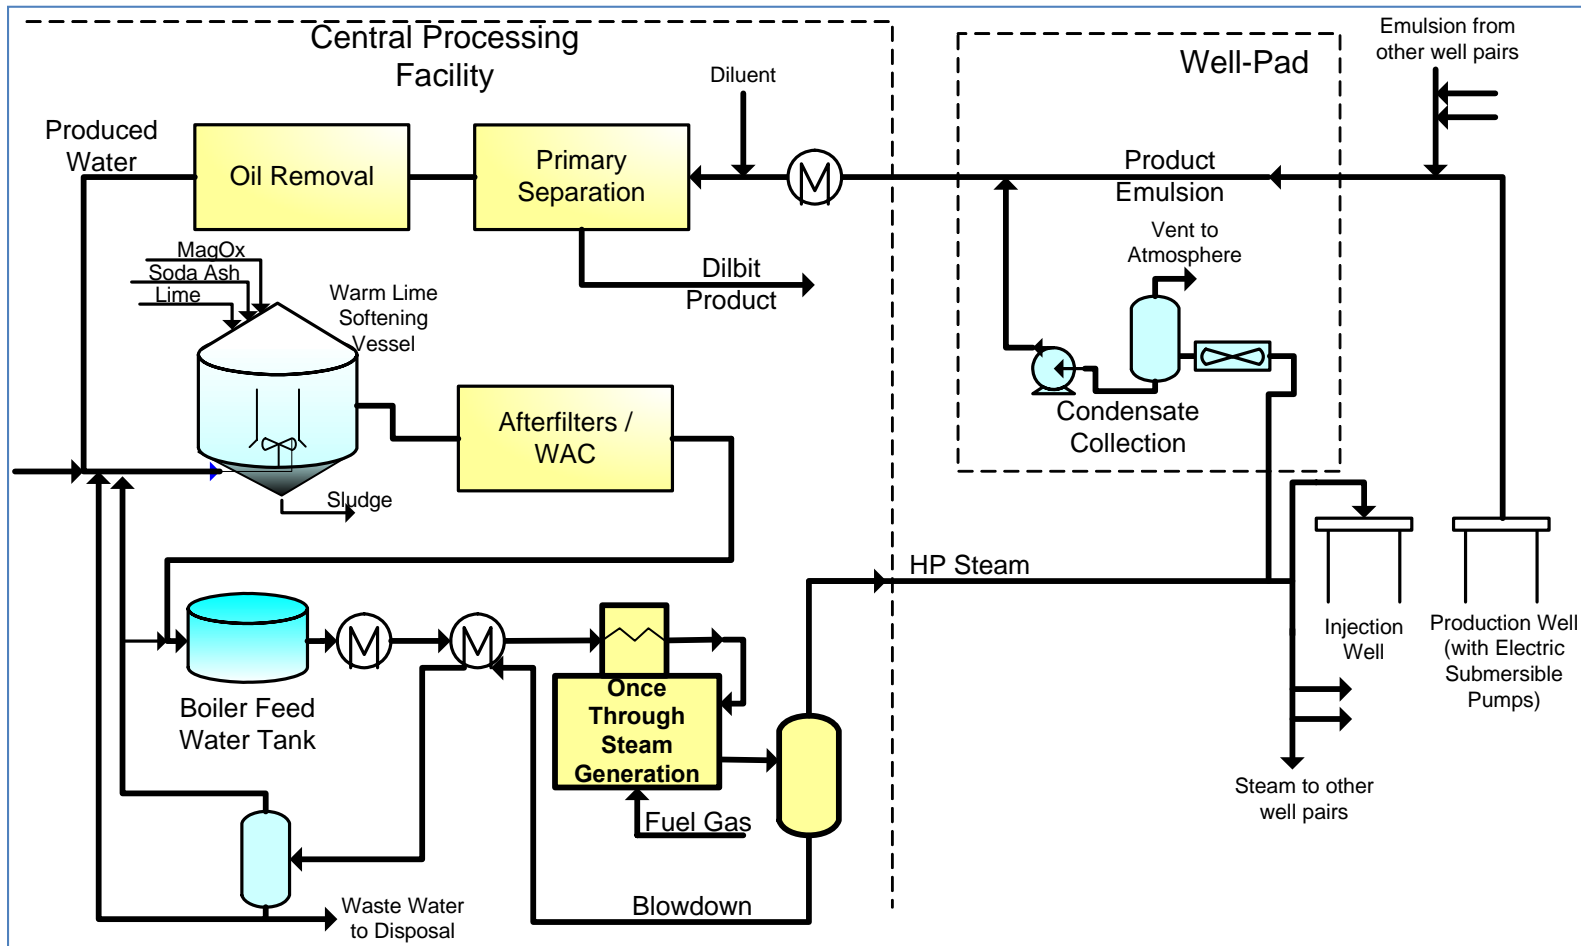 Central Processing
Facility
Emulsion from
other well pairs
Well-Pad
Diluent
Produced
Water
Oil Removal
Primary
Separation
Product
Emulsion
Vent to
Atmosphere
MagOx
Soda Ash
Lime
Warm Lime
Softening
Vessel
Dilbit
Product
M
Condensate
Collection
Afterfilters /
WAC
Sludge
HP Steam
M
M
Injection
Well
Production Well
(with Electric
Submersible
Pumps)
Boiler Feed
Water Tank
Once
Through
Steam
Generation
Steam to other
well pairs
Fuel Gas
Waste Water
to Disposal
Blowdown